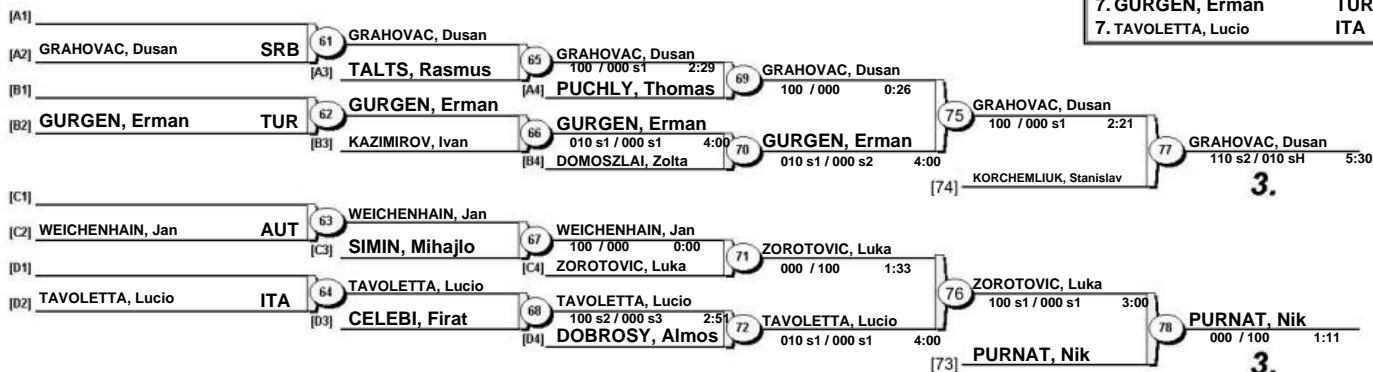 7. GURGEN, Erman TUR
7. TAVOLETTA, Lucio ITA
[A1]
[A2] GRAHOVAC, Dusan SRB
61
GRAHOVAC, Dusan
[A3] TALTS, Rasmus
65
GRAHOVAC, Dusan
100 / 000 s1 2:29
[A4] PUCHLY, Thomas
69
GRAHOVAC, Dusan
100 / 000 0:26
[B1]
[B2] GURGEN, Erman TUR
62
GURGEN, Erman
[B3] KAZIMIROV, Ivan
66
GURGEN, Erman
010 s1 / 000 s1 4:00
[B4] DOMOSZLAI, Zolta
70
GURGEN, Erman
010 s1 / 000 s2 4:00
75
GRAHOVAC, Dusan
100 / 000 s1 2:21
[74] KORCHEMLIUK, Stanislav
77
GRAHOVAC, Dusan
110 s2 / 010 sH 5:30
3.
[C1]
[C2] WEICHENHAIN, Jan AUT
63
WEICHENHAIN, Jan
[C3] SIMIN, Mihajlo
67
WEICHENHAIN, Jan
100 / 000 0:00
[C4] ZOROTOVIC, Luka
71
ZOROTOVIC, Luka
000 / 100 1:33
[D1]
[D2] TAVOLETTA, Lucio ITA
64
TAVOLETTA, Lucio
[D3] CELEBI, Firat
68
TAVOLETTA, Lucio
100 s2 / 000 s3 2:51
[D4] DOBROSY, Almos
72
TAVOLETTA, Lucio
010 s1 / 000 s1 4:00
76
ZOROTOVIC, Luka
100 s1 / 000 s1 3:00
[73] PURNAT, Nik
78
PURNAT, Nik
000 / 100 1:11
3.